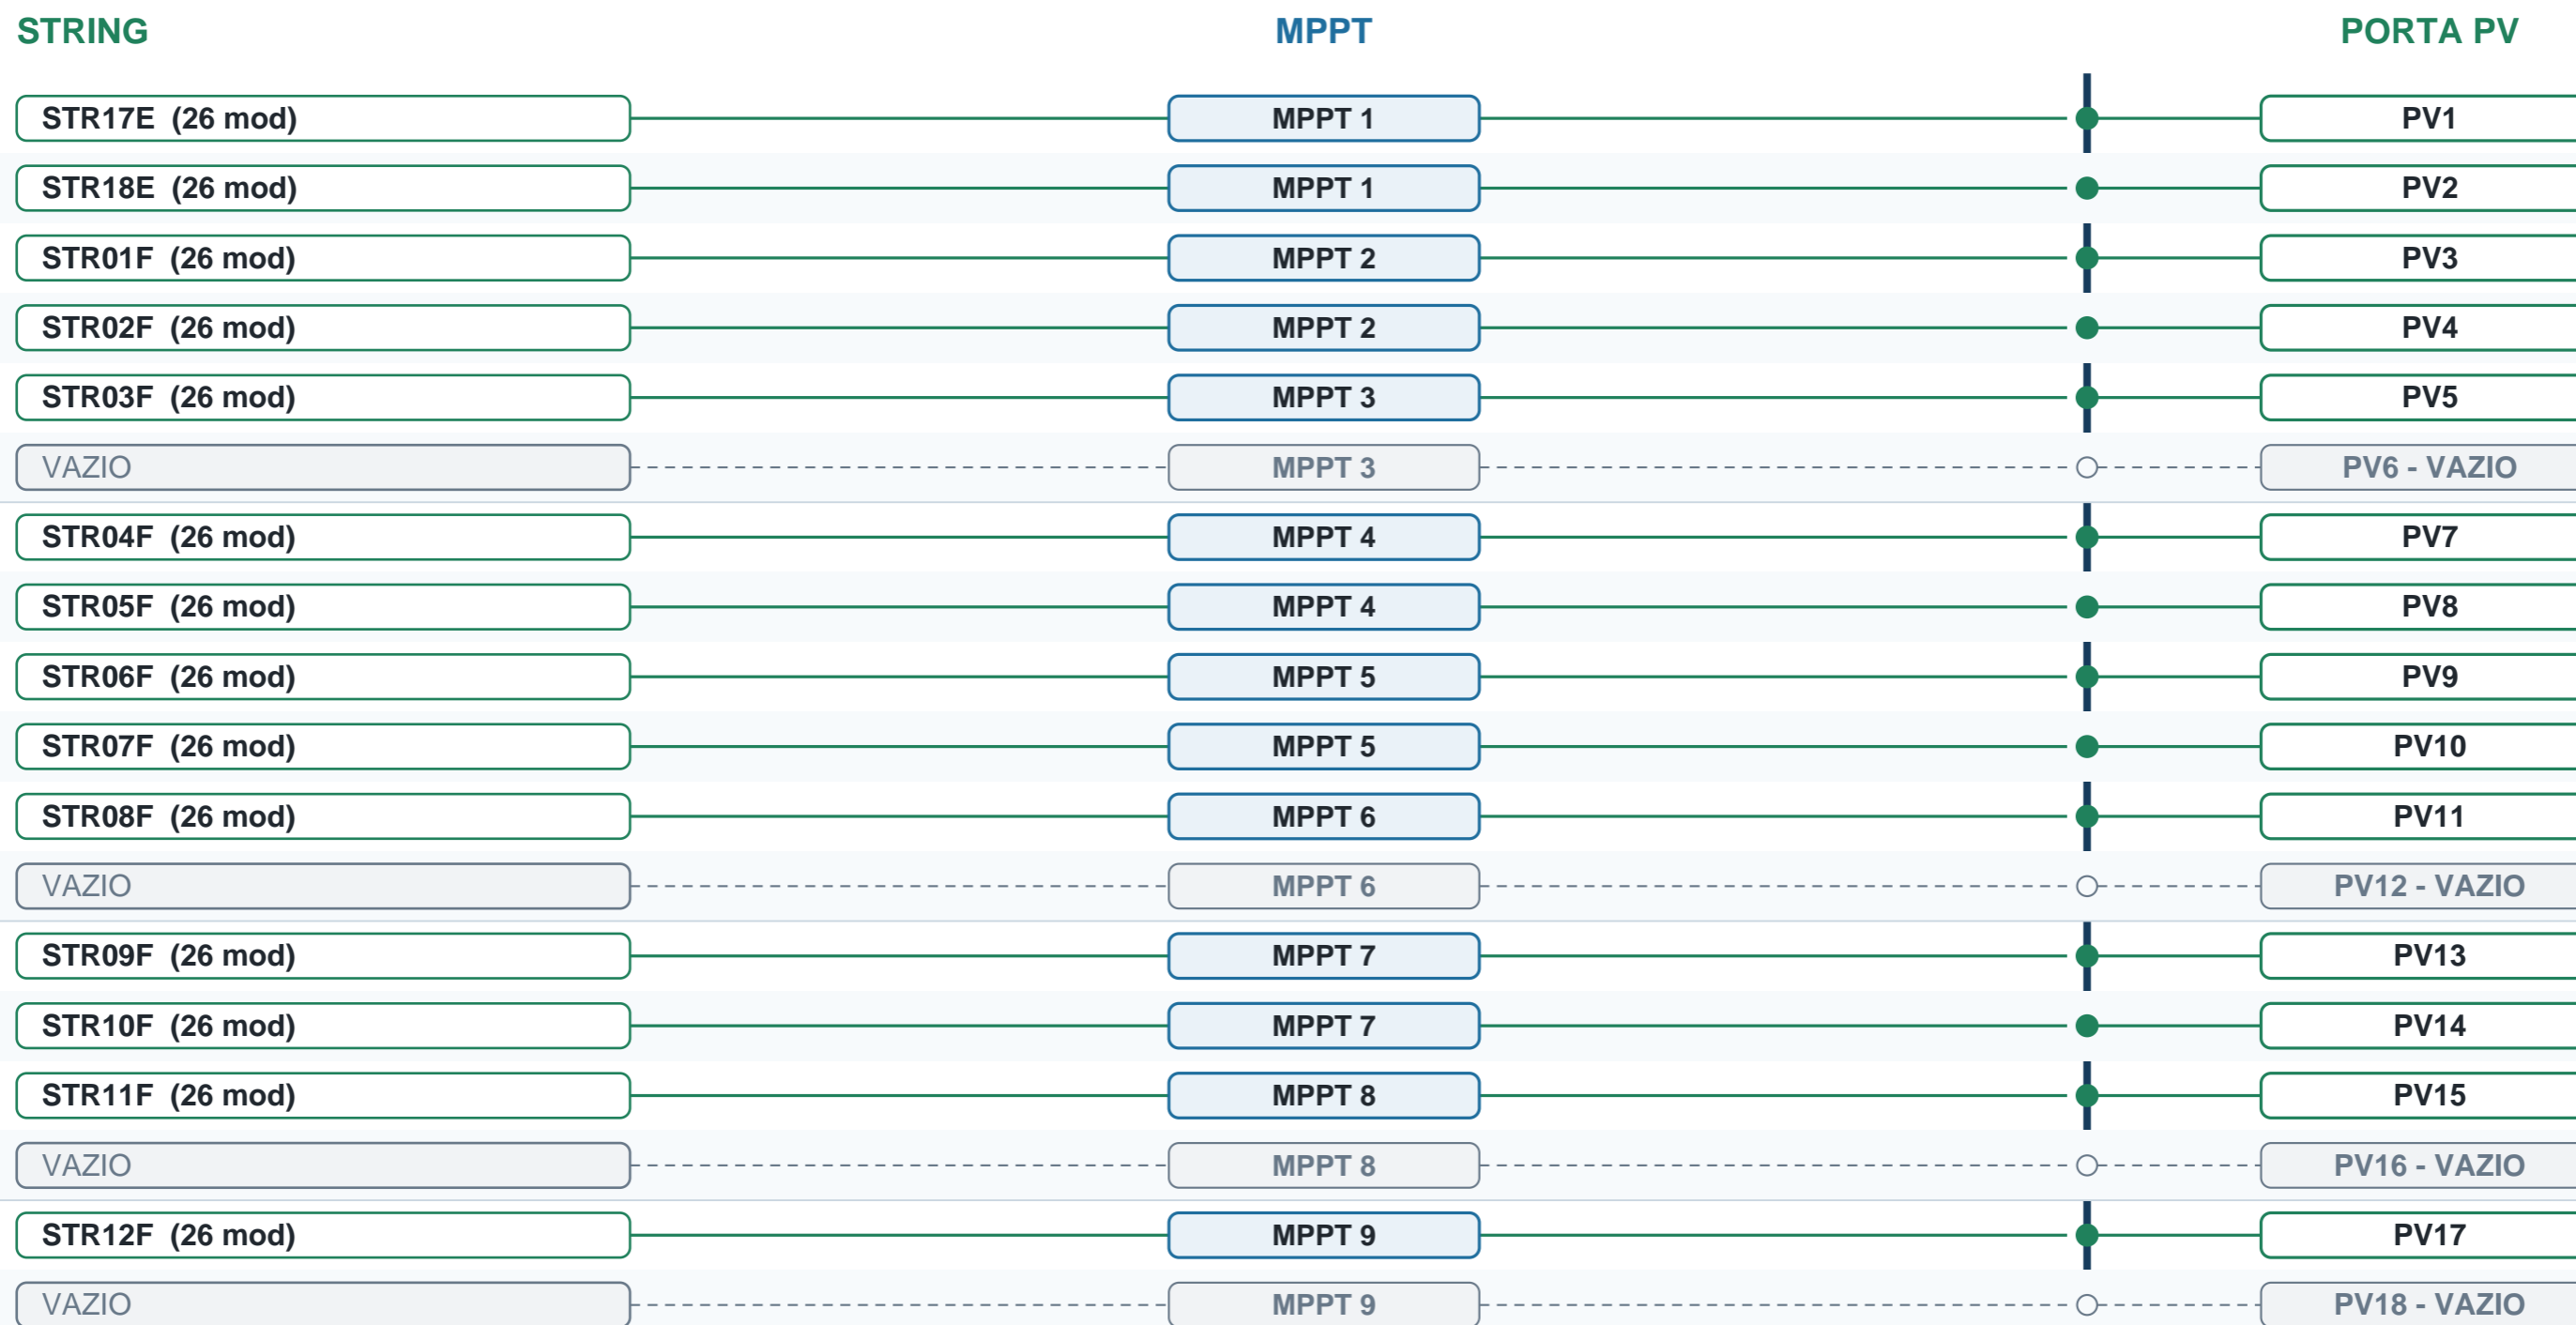 STRING MPPT PORTA PV
STR17E (26 mod) MPPT 1 PV1
STR18E (26 mod) MPPT 1 PV2
STR01F (26 mod) MPPT 2 PV3
STR02F (26 mod) MPPT 2 PV4
STR03F (26 mod) MPPT 3 PV5
VAZIO MPPT 3 PV6 - VAZIO
STR04F (26 mod) MPPT 4 PV7
STR05F (26 mod) MPPT 4 PV8
STR06F (26 mod) MPPT 5 PV9
STR07F (26 mod) MPPT 5 PV10
STR08F (26 mod) MPPT 6 PV11
VAZIO MPPT 6 PV12 - VAZIO
STR09F (26 mod) MPPT 7 PV13
STR10F (26 mod) MPPT 7 PV14
STR11F (26 mod) MPPT 8 PV15
VAZIO MPPT 8 PV16 - VAZIO
STR12F (26 mod) MPPT 9 PV17
VAZIO MPPT 9 PV18 - VAZIO